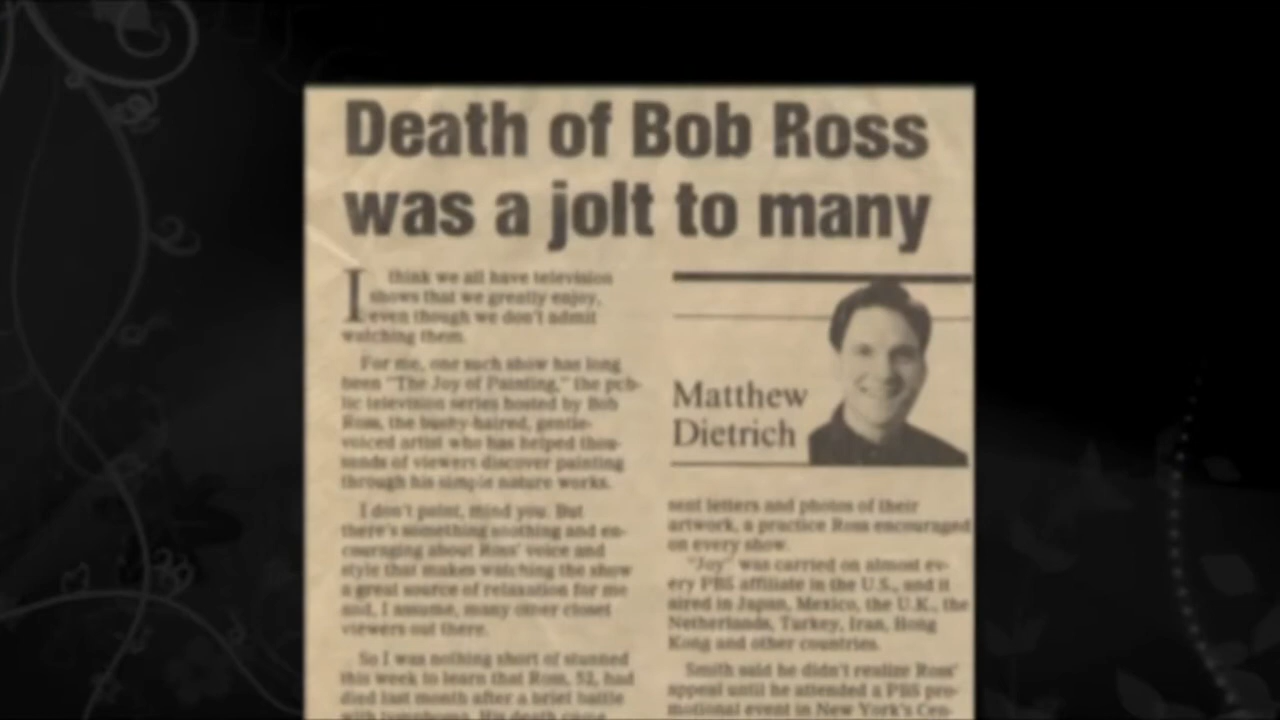 Death of Bob Ross
was a jolt to many
I think we all have television
shows that we greatly enjoy,
even though we don't admit
watching them.
For me, one such show has long
been "The Joy of Painting," the pub-
lic television series hosted by Bob
Ross, the bushy-haired, gentle-
voiced artist who has helped thou-
sands of viewers discover painting
through his simple nature works.
I don't paint, mind you. But
there's something soothing and en-
couraging about Ross' voice and
style that makes watching the show
a great source of relaxation for me
and, I assume, many other closet
viewers out there.
So I was nothing short of stunned
this week to learn that Ross, 52, had
died last month after a brief battle
with lymphoma. His death came
Matthew
Dietrich
sent letters and photos of their
artwork, a practice Ross encouraged
on every show.
"Joy" was carried on almost ev-
ery PBS affiliate in the U.S., and it
aired in Japan, Mexico, the U.K., the
Netherlands, Turkey, Iran, Hong
Kong and other countries.
Smith said he didn't realize Ross'
appeal until he attended a PBS pro-
motional event in New York's Cen-